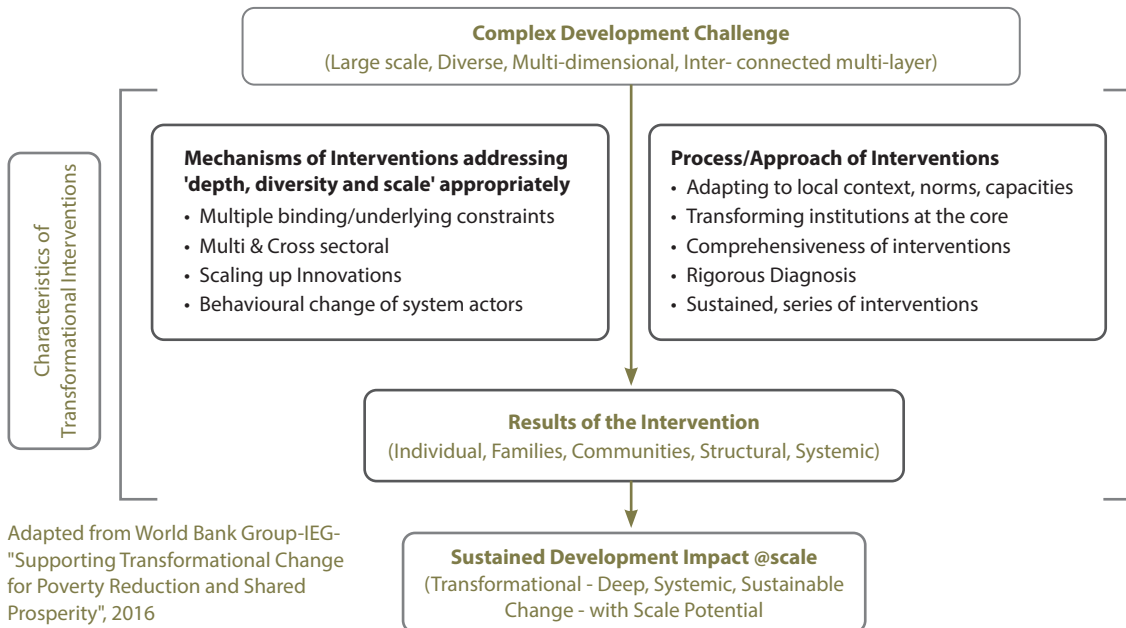 Complex Development Challenge
(Large scale, Diverse, Multi-dimensional, Inter- connected multi-layer)
Characteristics of
Transformational Interventions
Mechanisms of Interventions addressing
'depth, diversity and scale' appropriately
• Multiple binding/underlying constraints
• Multi & Cross sectoral
• Scaling up Innovations
• Behavioural change of system actors
Process/Approach of Interventions
• Adapting to local context, norms, capacities
• Transforming institutions at the core
• Comprehensiveness of interventions
• Rigorous Diagnosis
• Sustained, series of interventions
Results of the Intervention
(Individual, Families, Communities, Structural, Systemic)
Adapted from World Bank Group-IEG-
"Supporting Transformational Change
for Poverty Reduction and Shared
Prosperity", 2016
Sustained Development Impact @scale
(Transformational - Deep, Systemic, Sustainable
Change - with Scale Potential